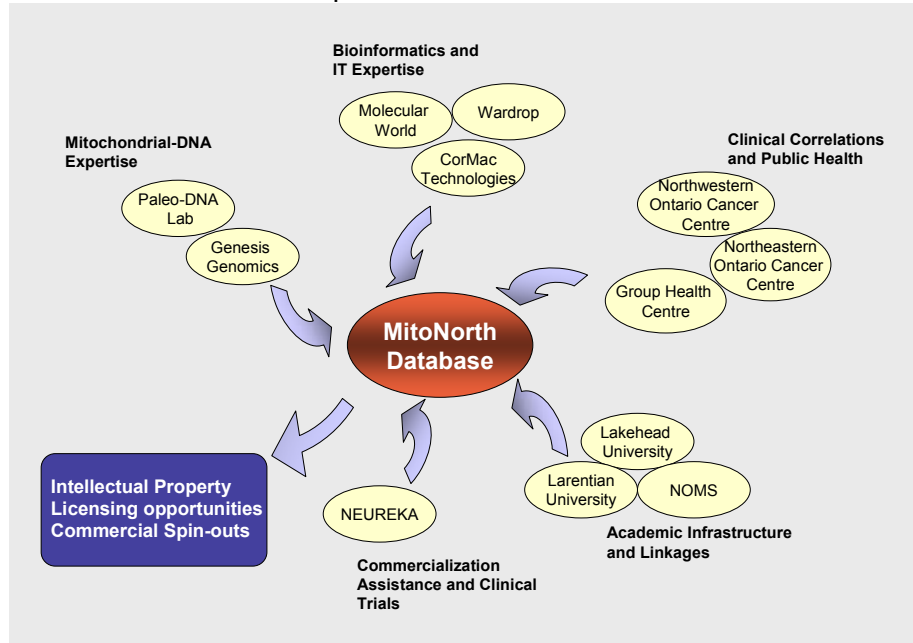 Bioinformatics and
IT Expertise
Molecular
World
Wardrop
CorMac
Technologies
Mitochondrial-DNA
Expertise
Paleo-DNA
Lab
Genesis
Genomics
Clinical Correlations
and Public Health
Northwestern
Ontario Cancer
Centre
Northeastern
Ontario Cancer
Centre
Group Health
Centre
MitoNorth
Database
Intellectual Property
Licensing opportunities
Commercial Spin-outs
NEUREKA
Commercialization
Assistance and Clinical
Trials
Lakehead
University
Larentian
University
NOMS
Academic Infrastructure
and Linkages